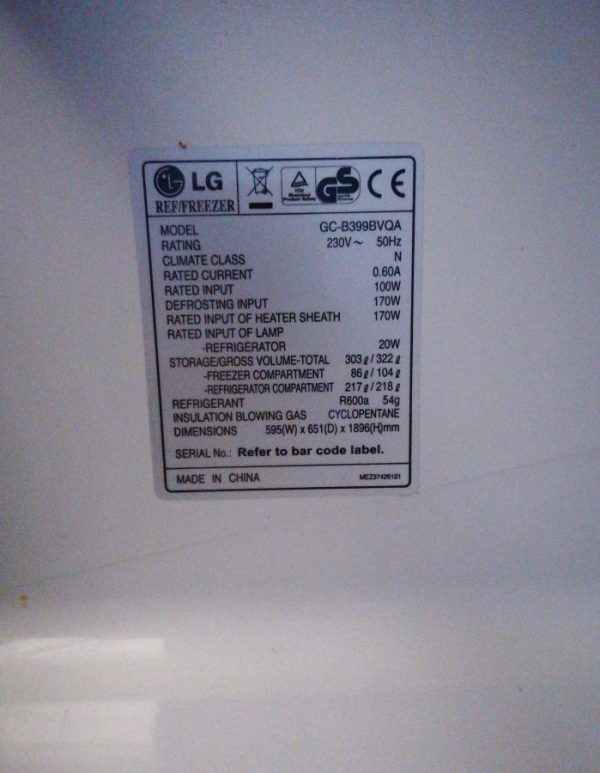 LG
REF/FREEZER
GS
CE
MODEL GC-B399BVQA
RATING 230V~ 50Hz
CLIMATE CLASS N
RATED CURRENT 0.60A
RATED INPUT 100W
DEFROSTING INPUT 170W
RATED INPUT OF HEATER SHEATH 170W
RATED INPUT OF LAMP
-REFRIGERATOR 20W
STORAGE/GROSS VOLUME-TOTAL 303ℓ/322ℓ
-FREEZER COMPARTMENT 86ℓ/104ℓ
-REFRIGERATOR COMPARTMENT 217ℓ/218ℓ
REFRIGERANT R600a 54g
INSULATION BLOWING GAS CYCLOPENTANE
DIMENSIONS 595(W) x 651(D) x 1896(H)mm
SERIAL No.: Refer to bar code label.
MADE IN CHINA MEZ37426121